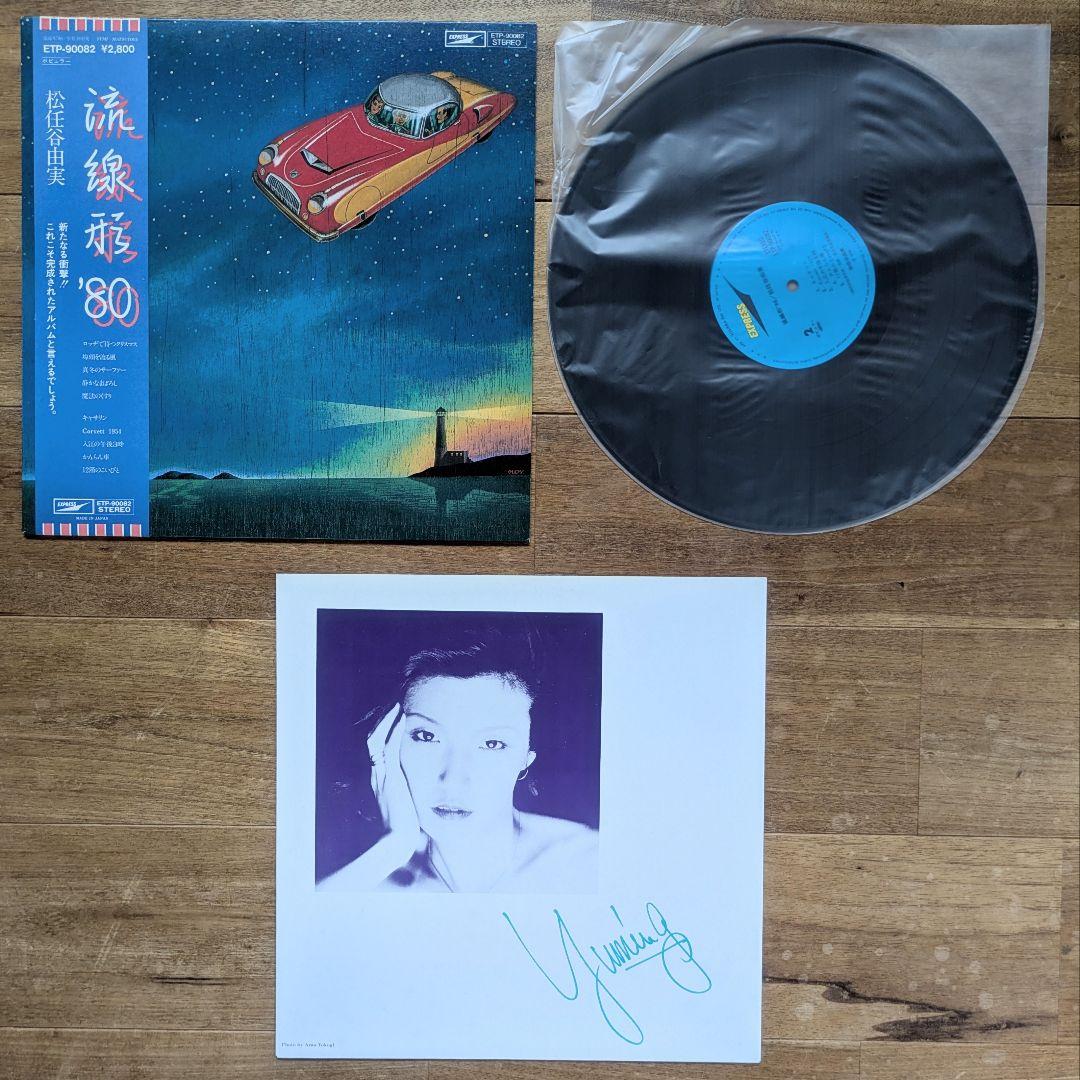 ETP-90082 ¥2,800
ポピュラー
松任谷由実
流線形'80
新たなる衝撃!!
これこそ完成されたアルバムと言えるでしょう。
ロッヂで待つクリスマス
埠頭を渡る風
真冬のサーファー
静かなまぼろし
魔法のくすり
キャサリン
Corvett 1954
入江の午後3時
かんらん車
12階のこいびと
EXPRESS
ETP-90082
STEREO
MADE IN JAPAN
EXPRESS
ETP-90082
STEREO
EXPRESS
2
Yuming
Photo by